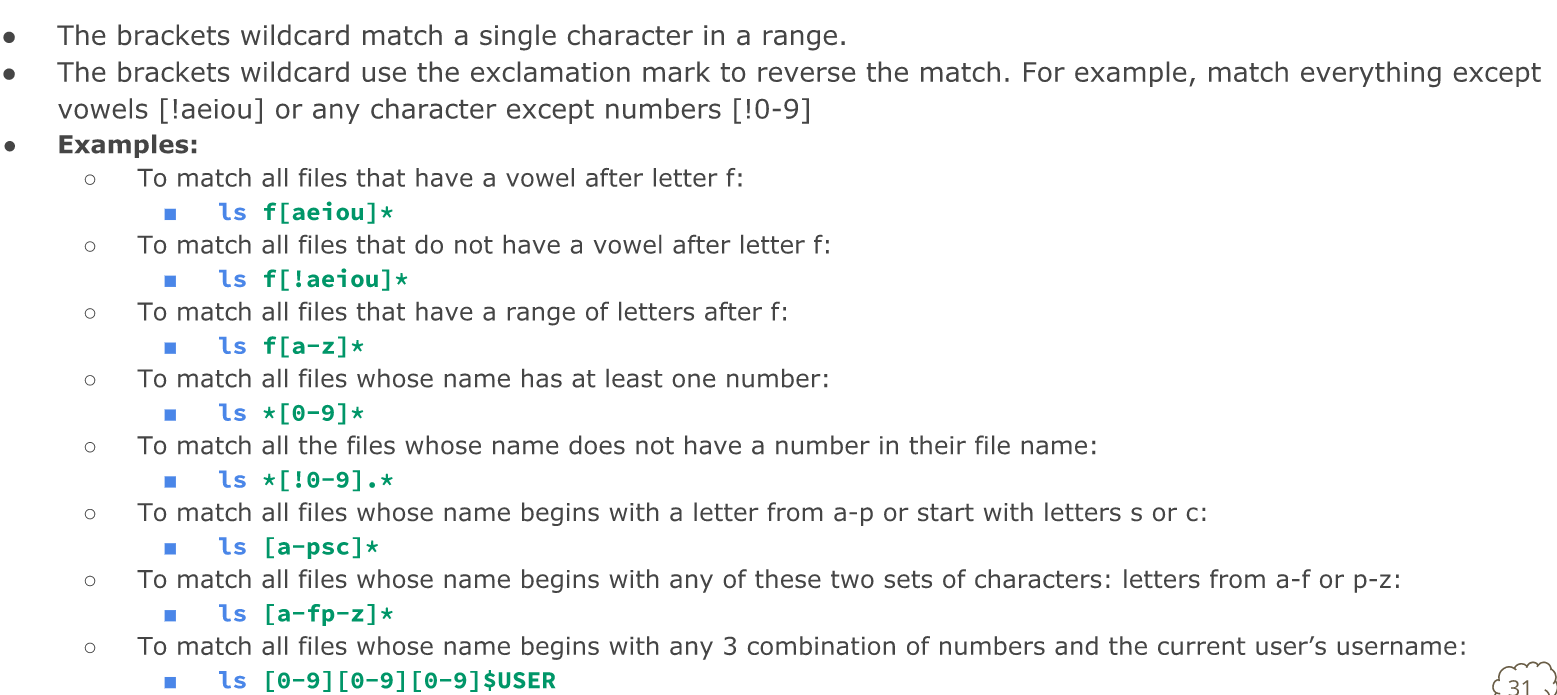 ● The brackets wildcard match a single character in a range.
● The brackets wildcard use the exclamation mark to reverse the match. For example, match everything except
vowels [!aeiou] or any character except numbers [!0-9]
● Examples:
○ To match all files that have a vowel after letter f:
■ ls f[aeiou]*
○ To match all files that do not have a vowel after letter f:
■ ls f[!aeiou]*
○ To match all files that have a range of letters after f:
■ ls f[a-z]*
○ To match all files whose name has at least one number:
■ ls *[0-9]*
○ To match all the files whose name does not have a number in their file name:
■ ls *[!0-9].*
○ To match all files whose name begins with a letter from a-p or start with letters s or c:
■ ls [a-psc]*
○ To match all files whose name begins with any of these two sets of characters: letters from a-f or p-z:
■ ls [a-fp-z]*
○ To match all files whose name begins with any 3 combination of numbers and the current user’s username:
■ ls [0-9][0-9][0-9]$USER
31